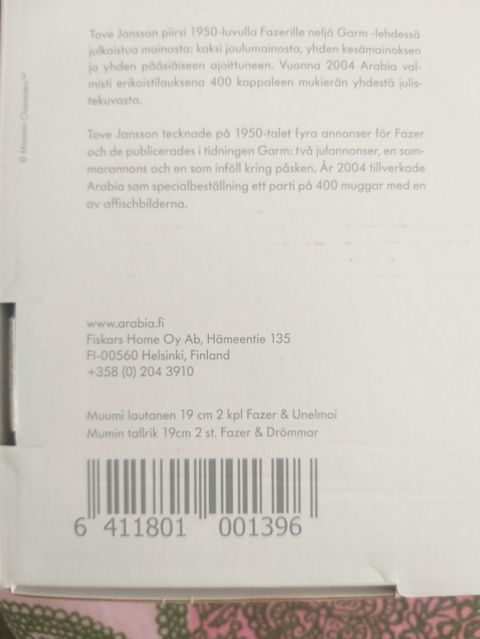 Tove Jansson piirsi 1950-luvulla Fazerille neljä Garm -lehdessä
julkaistua mainosta: kaksi joulumainosta, yhden kesämainoksen
ja yhden pääsiäiseen ajoittuneen. Vuonna 2004 Arabia val-
misti erikoistilauksena 400 kappaleen mukierän yhdestä julis-
tekuvasta.
Tove Jansson tecknade på 1950-talet fyra annonser för Fazer
och de publicerades i tidningen Garm: två julannonser, en som-
marannons och en som inföll kring påsken. År 2004 tillverkade
Arabia som specialbeställning ett parti på 400 muggar med en
av affischbilderna.
© Moomin Characters™
www.arabia.fi
Fiskars Home Oy Ab, Hämeentie 135
FI-00560 Helsinki, Finland
+358 (0) 204 3910
Muumi lautanen 19 cm 2 kpl Fazer & Unelmoi
Mumin tallrik 19cm 2 st. Fazer & Drömmar
6 411801 001396